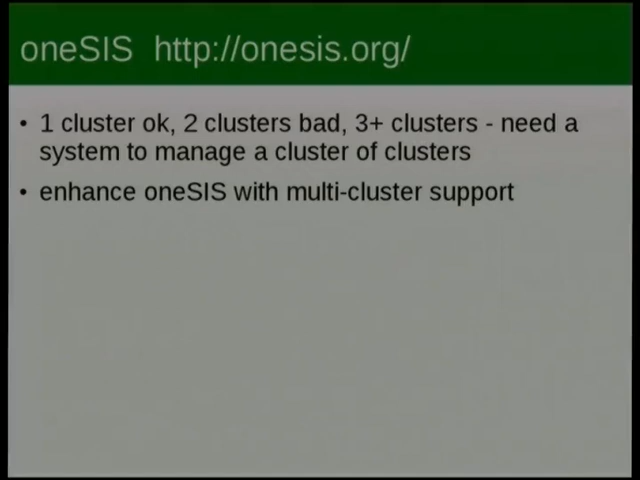 oneSIS  http://onesis.org/
• 1 cluster ok, 2 clusters bad, 3+ clusters - need a
system to manage a cluster of clusters
• enhance oneSIS with multi-cluster support